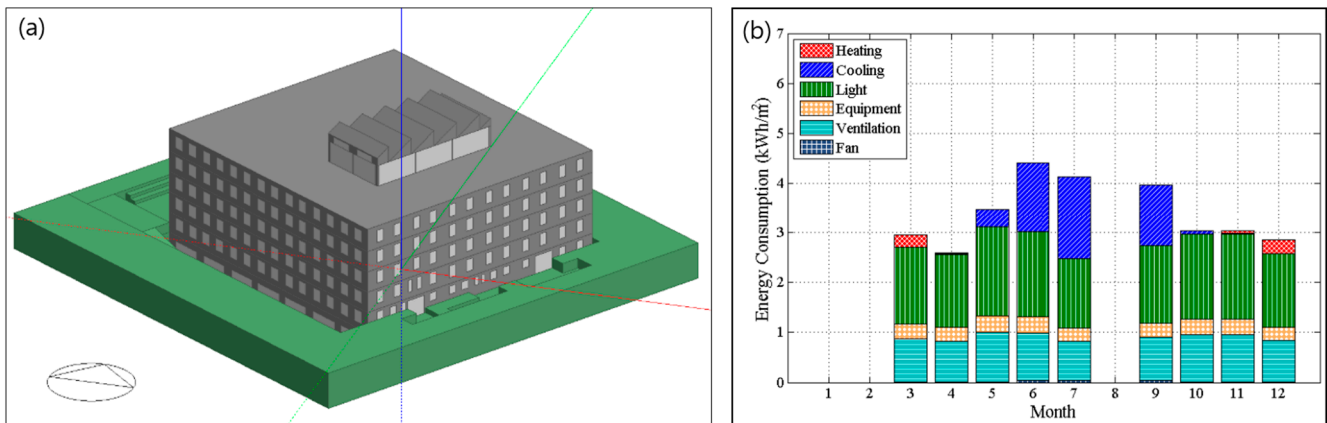 (a)
(b)
Energy Consumption (kWh/㎡)
7
6
5
4
3
2
1
0
Heating
Cooling
Light
Equipment
Ventilation
Fan
1 2 3 4 5 6 7 8 9 10 11 12
Month